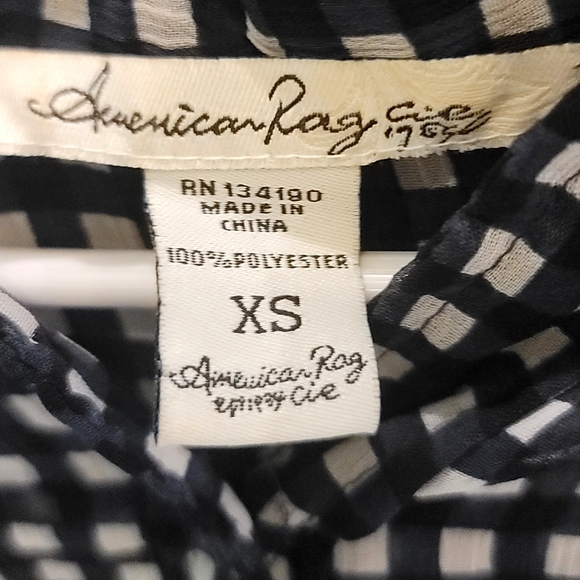 American Rag cie
RN 134190
MADE IN
CHINA
100% POLYESTER
XS
American Rag
cie